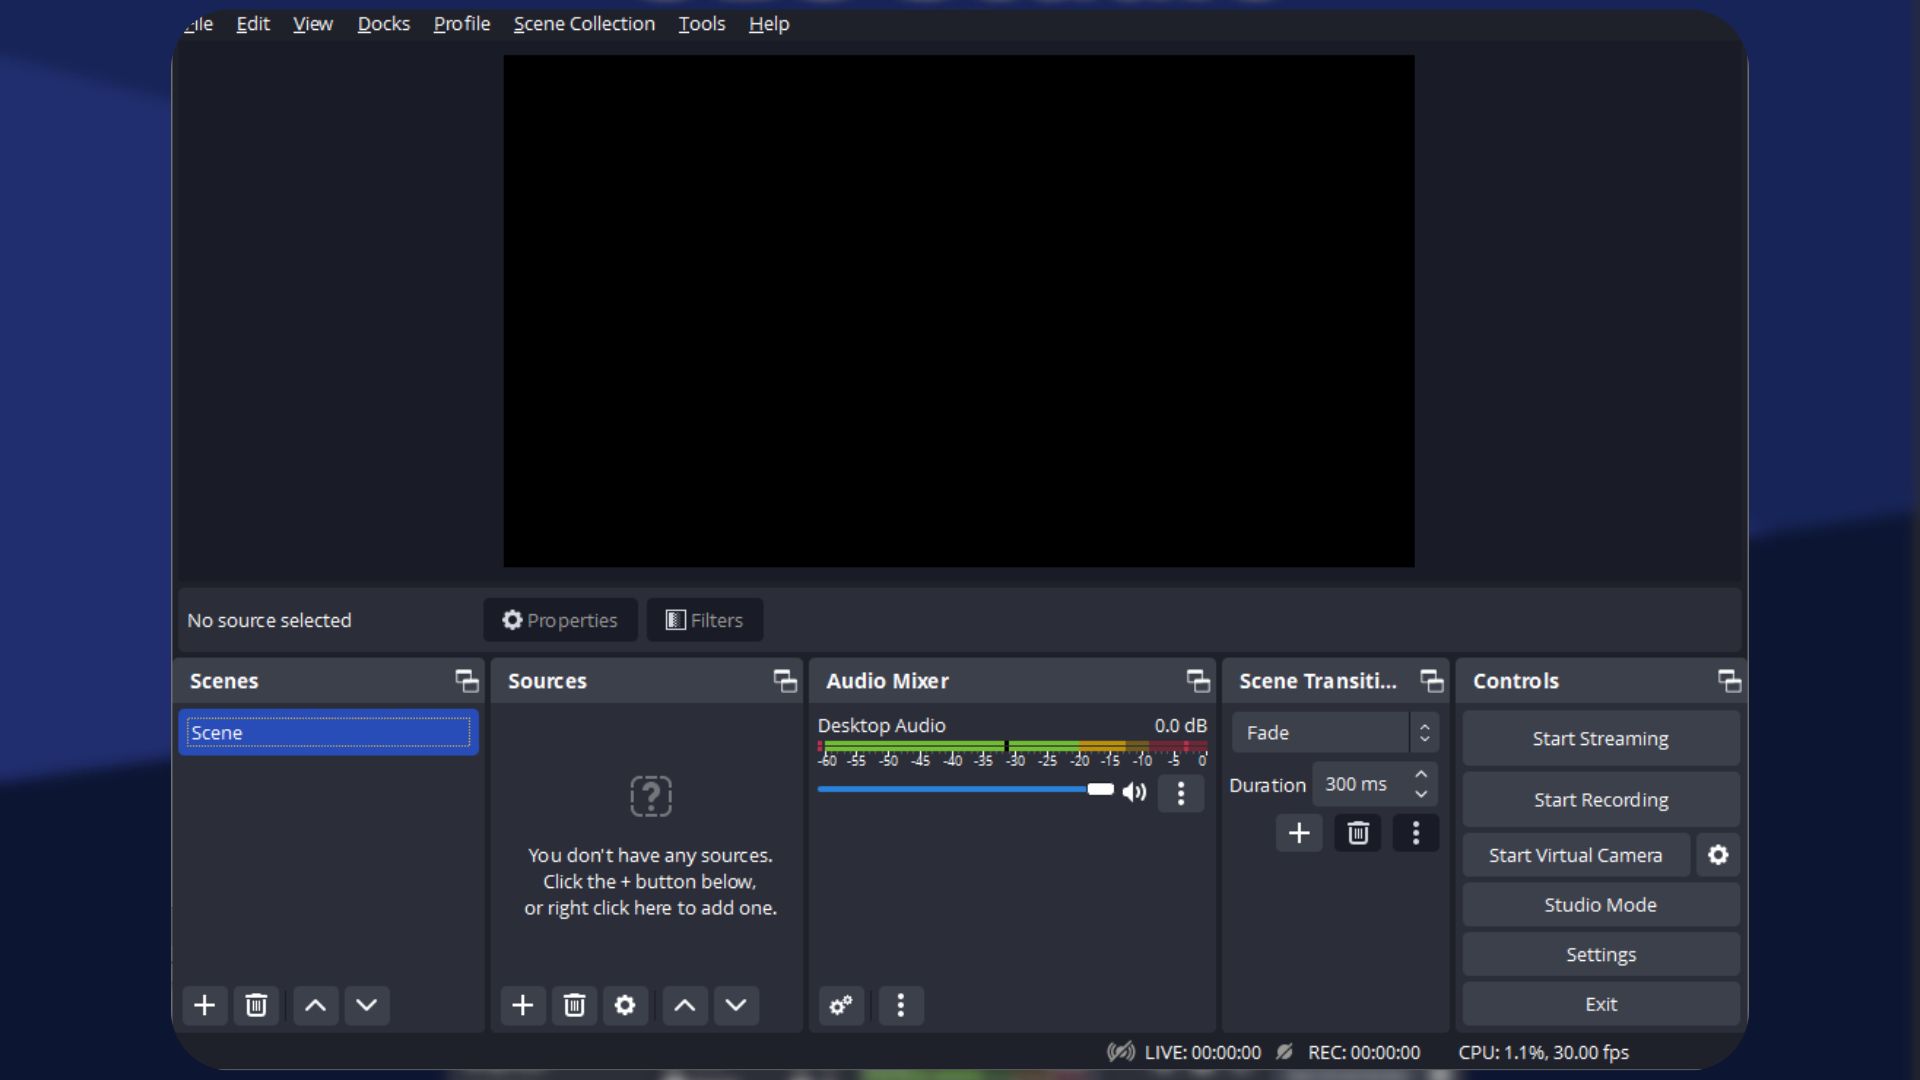 File Edit View Docks Profile Scene Collection Tools Help
No source selected Properties Filters
Scenes
Scene
Sources
?
You don't have any sources.
Click the + button below,
or right click here to add one.
Audio Mixer
Desktop Audio 0.0 dB
-60 -55 -50 -45 -40 -35 -30 -25 -20 -15 -10 -5 0
Scene Transiti...
Fade
Duration 300 ms
Controls
Start Streaming
Start Recording
Start Virtual Camera
Studio Mode
Settings
Exit
LIVE: 00:00:00 REC: 00:00:00 CPU: 1.1%, 30.00 fps